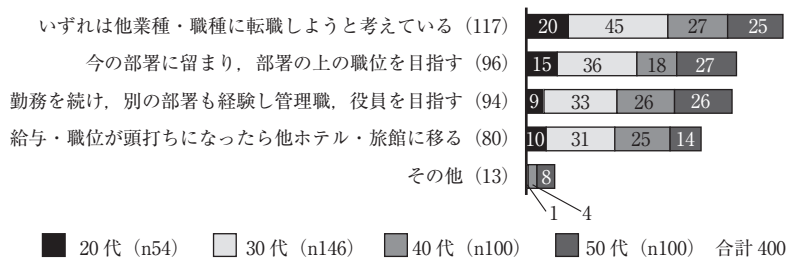 いずれは他業種・職種に転職しようと考えている（117） 20 45 27 25
今の部署に留まり，部署の上の職位を目指す（96） 15 36 18 27
勤務を続け，別の部署も経験し管理職，役員を目指す（94） 9 33 26 26
給与・職位が頭打ちになったら他ホテル・旅館に移る（80） 10 31 25 14
その他（13） 8
1 4
20 代（n54） 30 代（n146） 40 代（n100） 50 代（n100） 合計 400